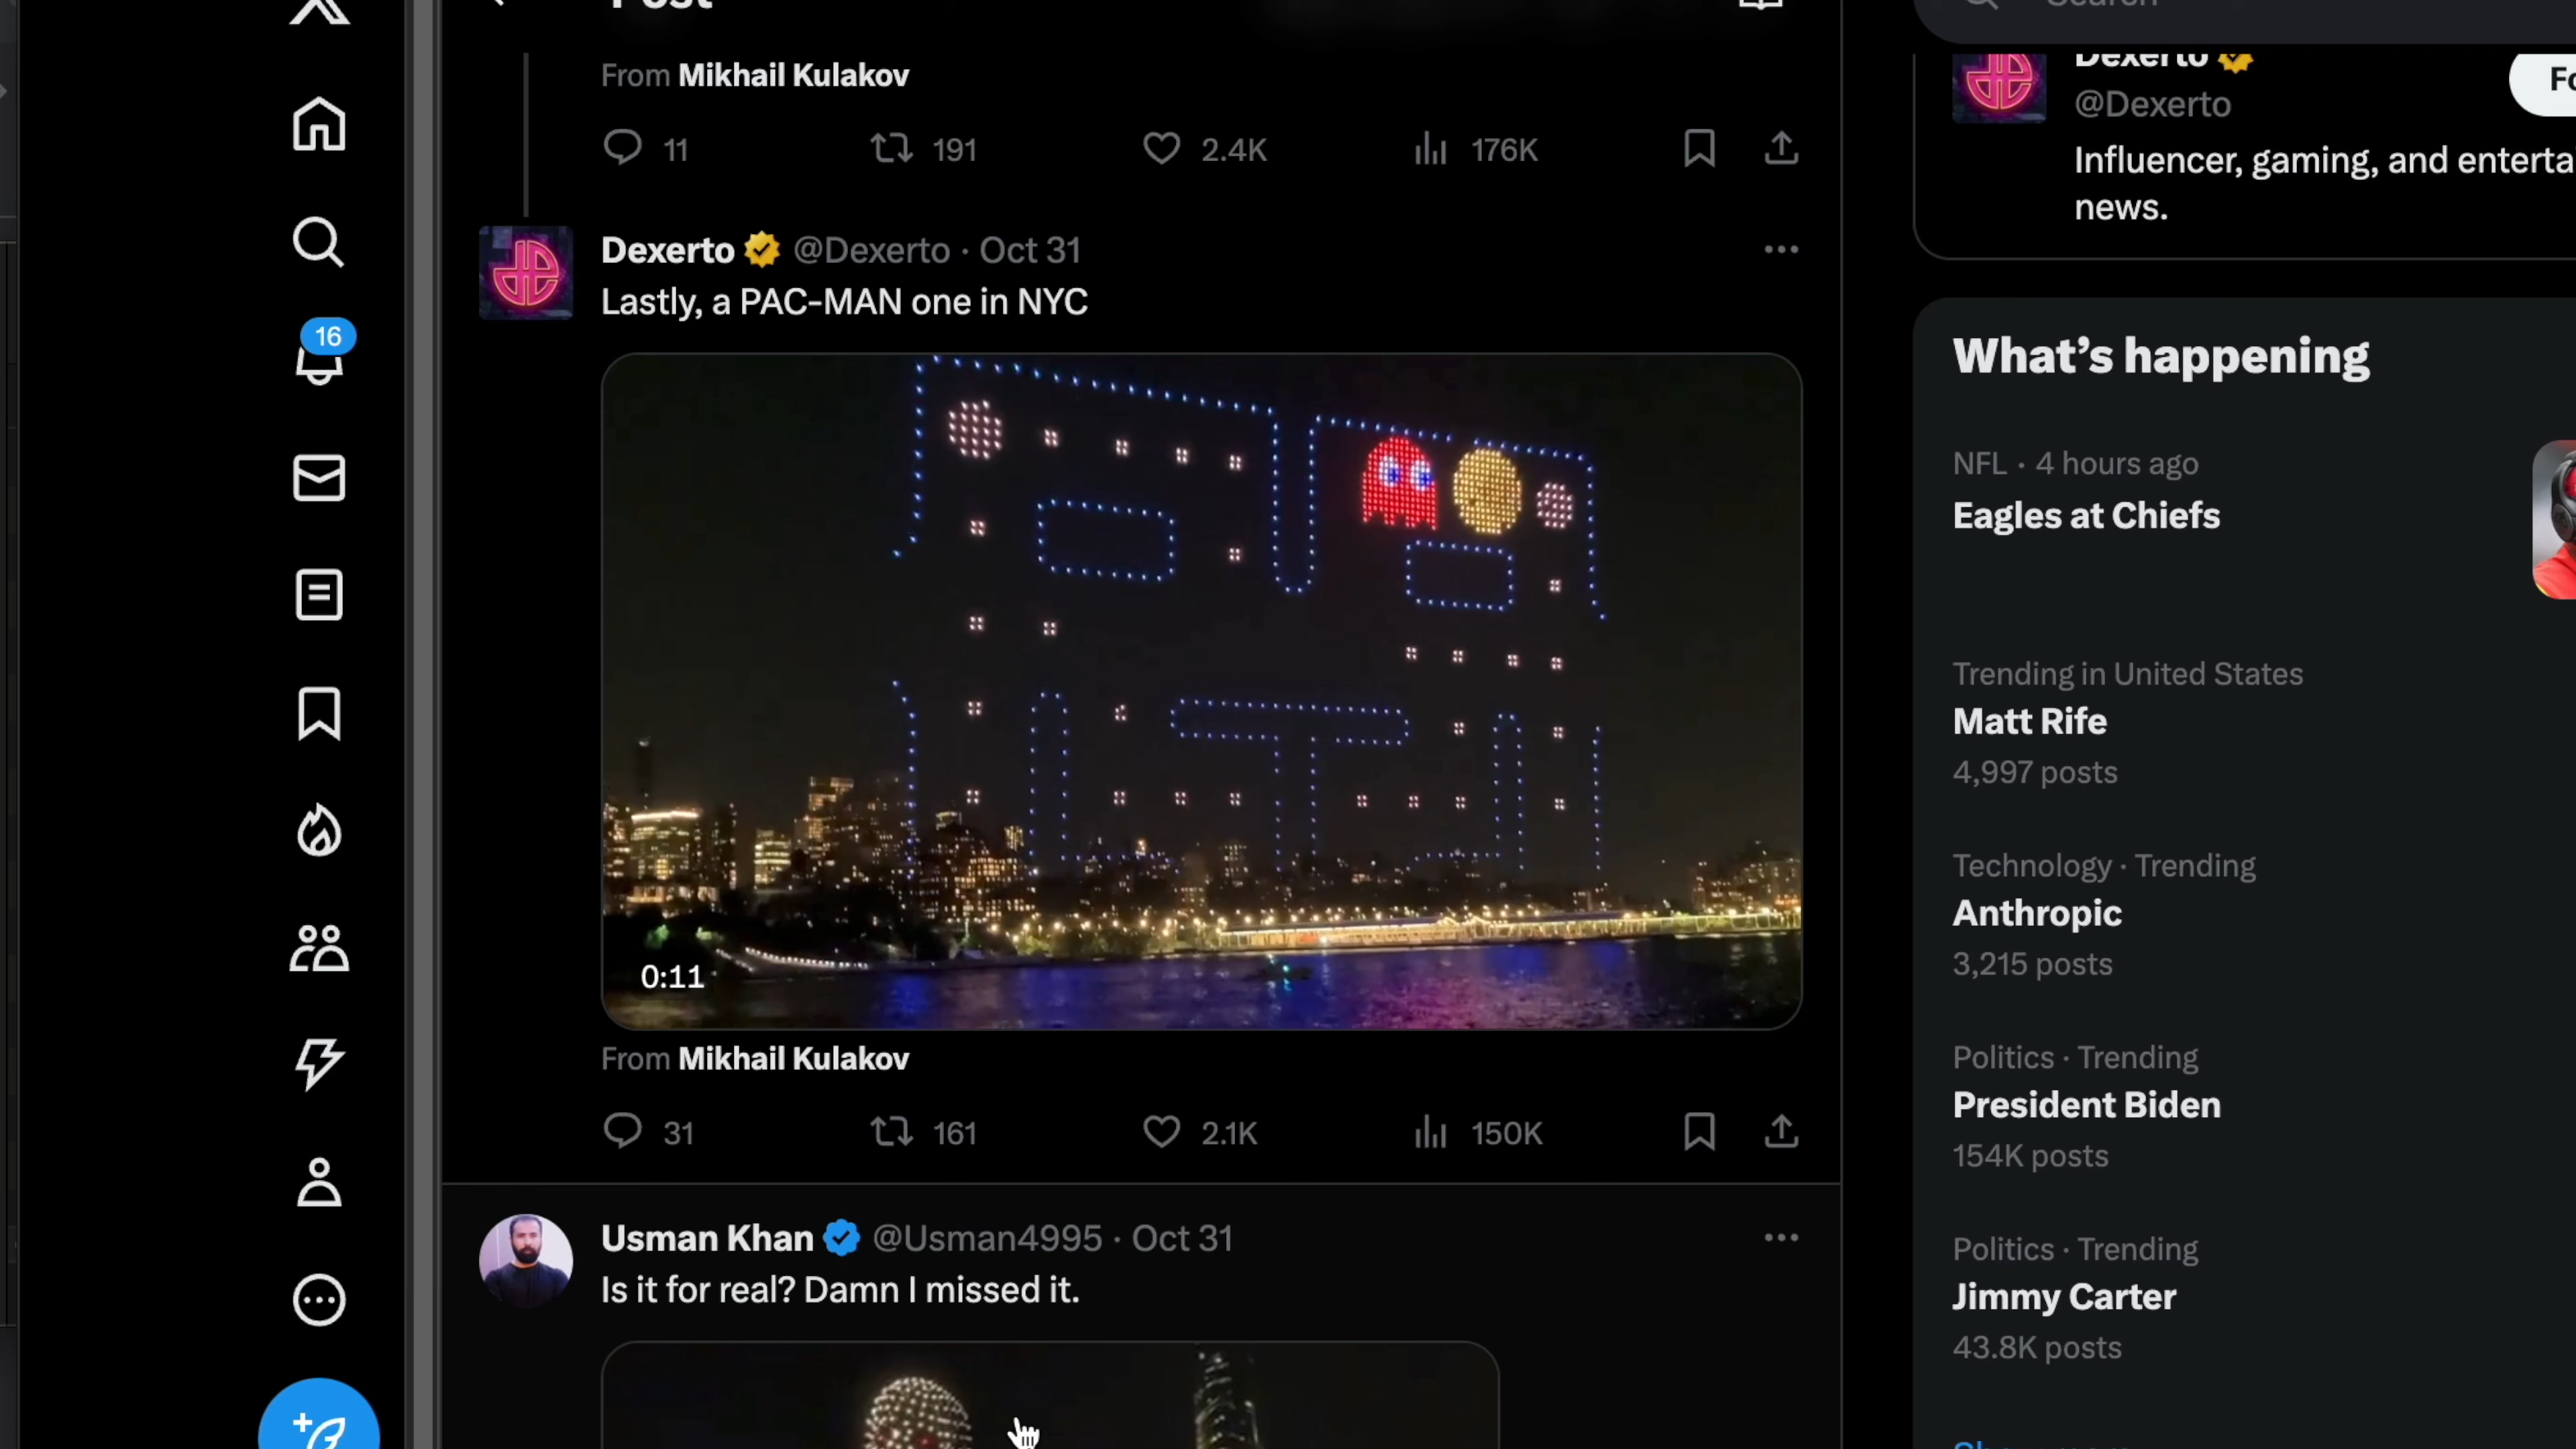 Post
From Mikhail Kulakov
11 191 2.4K 176K
Dexerto @Dexerto · Oct 31
Lastly, a PAC-MAN one in NYC
0:11
From Mikhail Kulakov
31 161 2.1K 150K
Usman Khan @Usman4995 · Oct 31
Is it for real? Damn I missed it.
16
Search
Dexerto
@Dexerto
Influencer, gaming, and enterta
news.
Fo
What's happening
NFL · 4 hours ago
Eagles at Chiefs
Trending in United States
Matt Rife
4,997 posts
Technology · Trending
Anthropic
3,215 posts
Politics · Trending
President Biden
154K posts
Politics · Trending
Jimmy Carter
43.8K posts